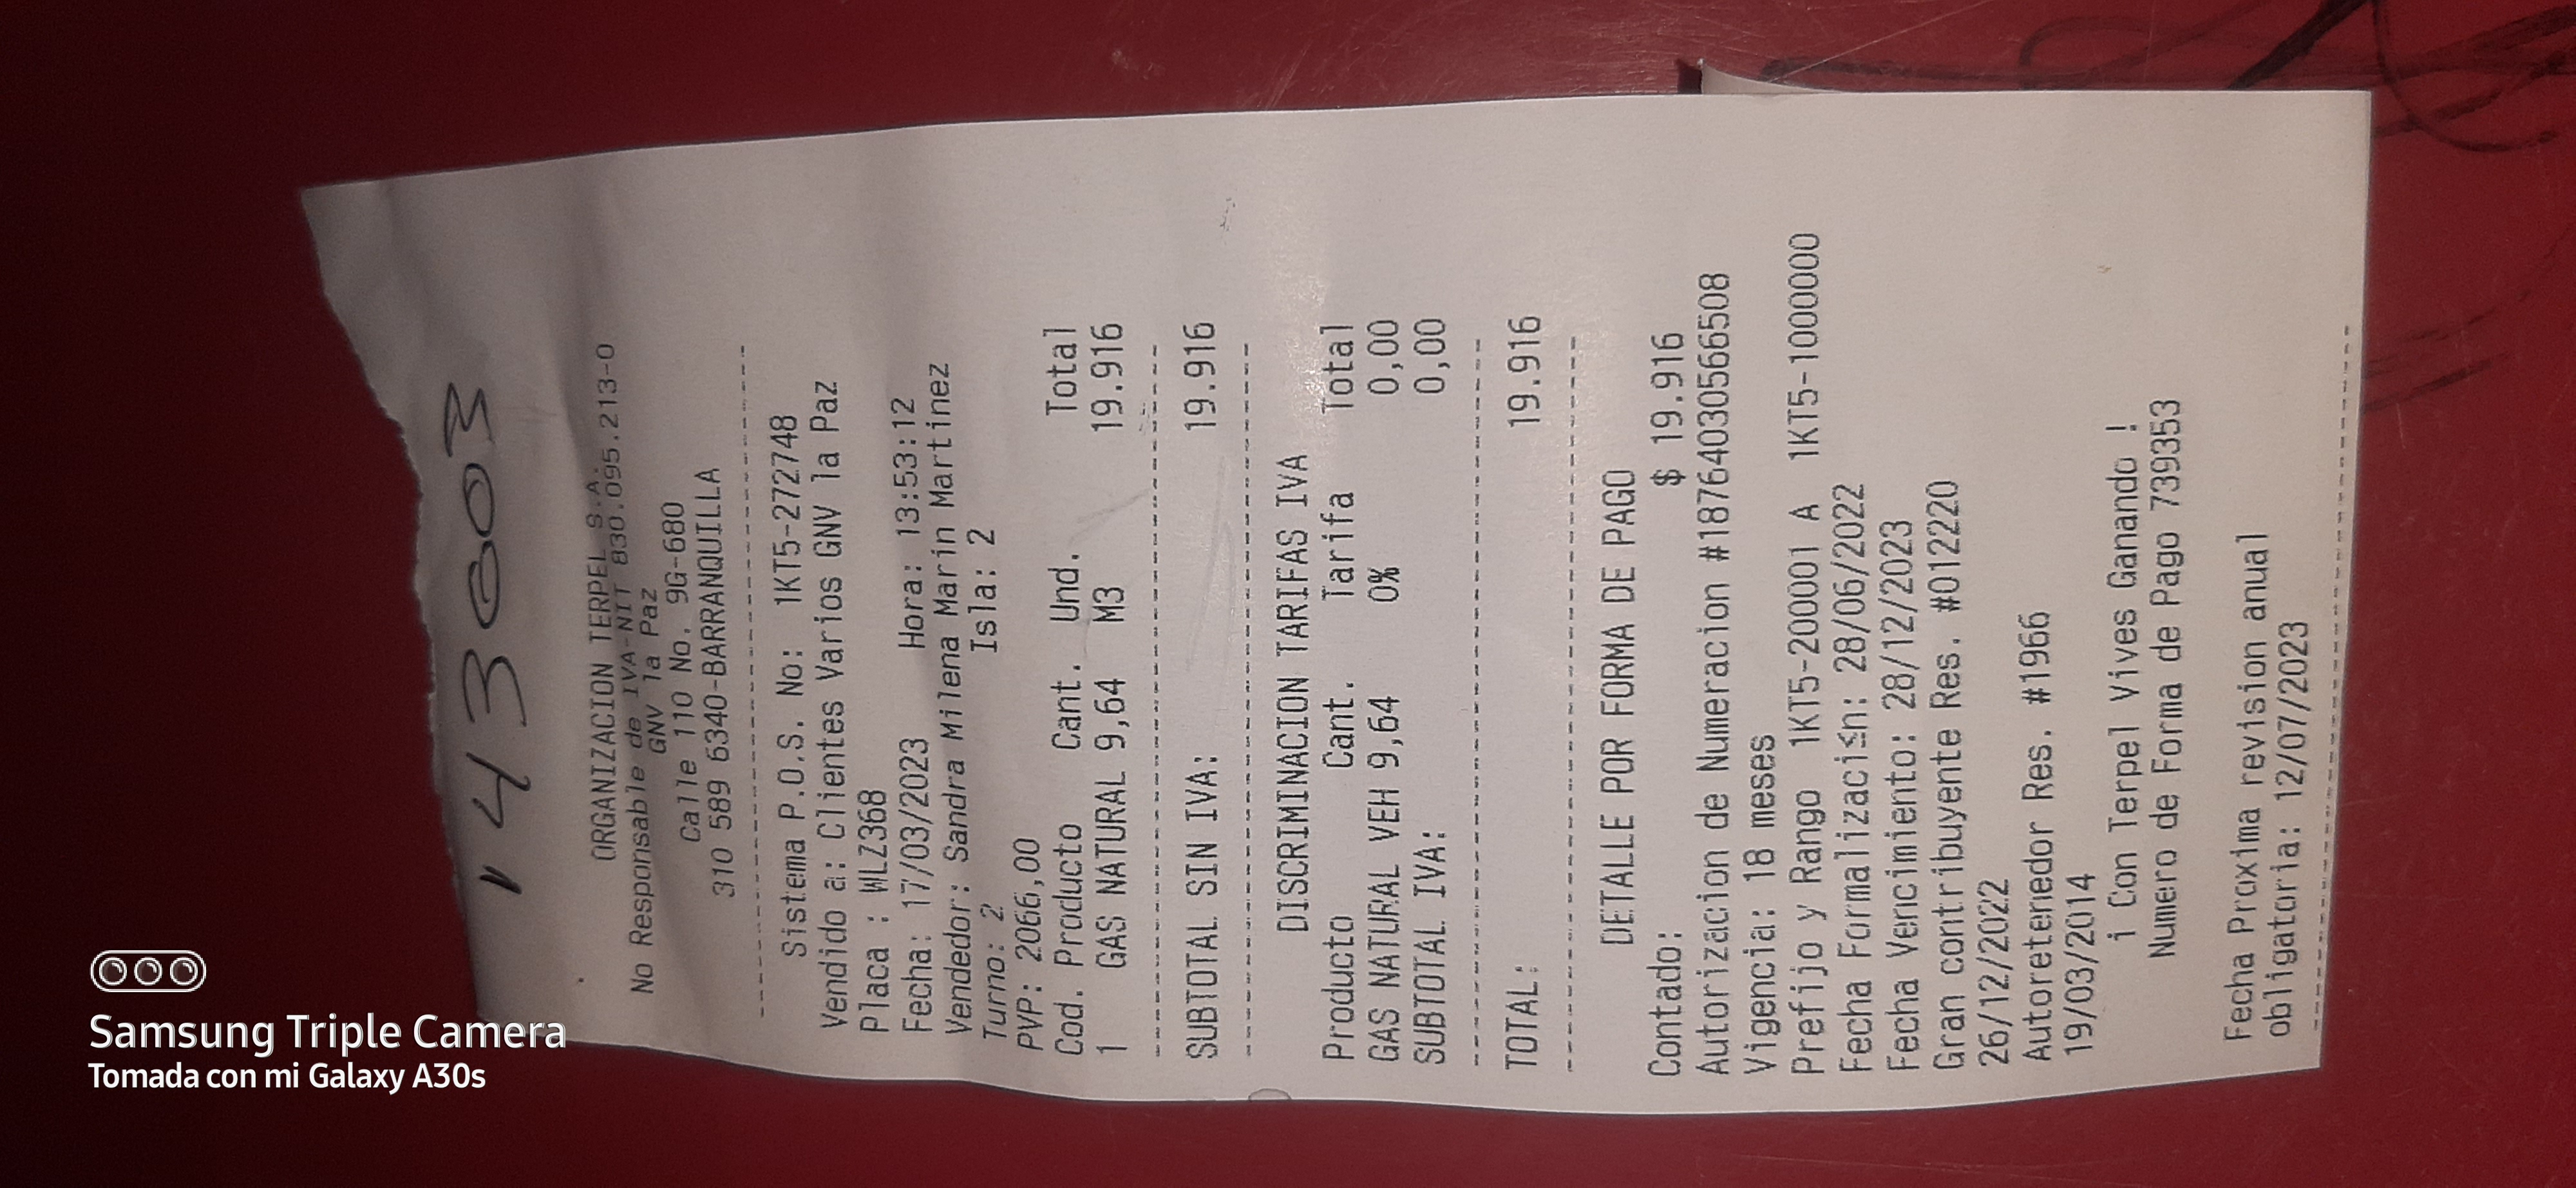 43603
ORGANIZACION TERPEL S.A.
No Responsable de IVA-NIT 830.095.213-0
GNV la Paz
Calle 110 No. 9G-680
310 589 6340-BARRANQUILLA
Sistema P.O.S. No: 1KT5-272748
Vendido a: Clientes Varios GNV la Paz
Placa : WLZ368
Fecha: 17/03/2023 Hora: 13:53:12
Vendedor: Sandra Milena Marin Martinez
Turno: 2 Isla: 2
PVP: 2066,00
Cod. Producto Cant. Und. Total
1 GAS NATURAL 9,64 M3 19.916
SUBTOTAL SIN IVA: 19.916
DISCRIMINACION TARIFAS IVA
Producto Cant. Tarifa Total
GAS NATURAL VEH 9,64 0% 0,00
SUBTOTAL IVA: 0,00
TOTAL: 19.916
DETALLE POR FORMA DE PAGO
Contado: $ 19.916
Autorizacion de Numeracion #18764030566508
Vigencia: 18 meses
Prefijo y Rango 1KT5-200001 A 1KT5-1000000
Fecha Formalizaci≤n: 28/06/2022
Fecha Vencimiento: 28/12/2023
Gran contribuyente Res. #012220
26/12/2022
Autoretenedor Res. #1966
19/03/2014
¡ Con Terpel Vives Ganando !
Numero de Forma de Pago 739353
Fecha Proxima revision anual
obligatoria: 12/07/2023
Samsung Triple Camera
Tomada con mi Galaxy A30s